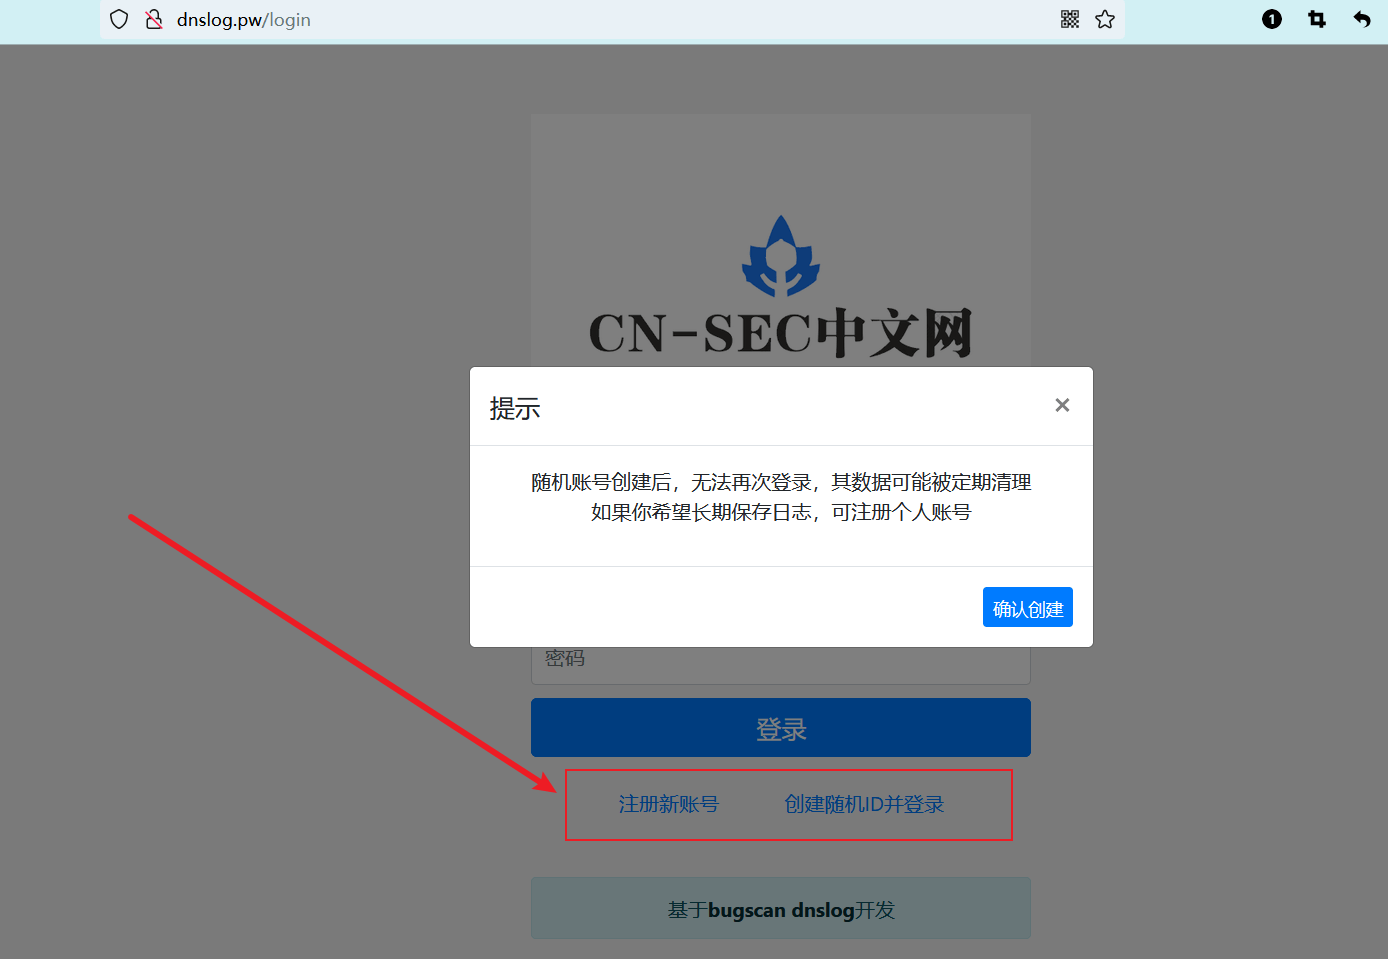 dnslog.pw/login
1
CN-SEC中文网
提示
×
随机账号创建后，无法再次登录，其数据可能被定期清理
如果你希望长期保存日志，可注册个人账号
确认创建
密码
登录
注册新账号 创建随机ID并登录
基于bugscan dnslog开发